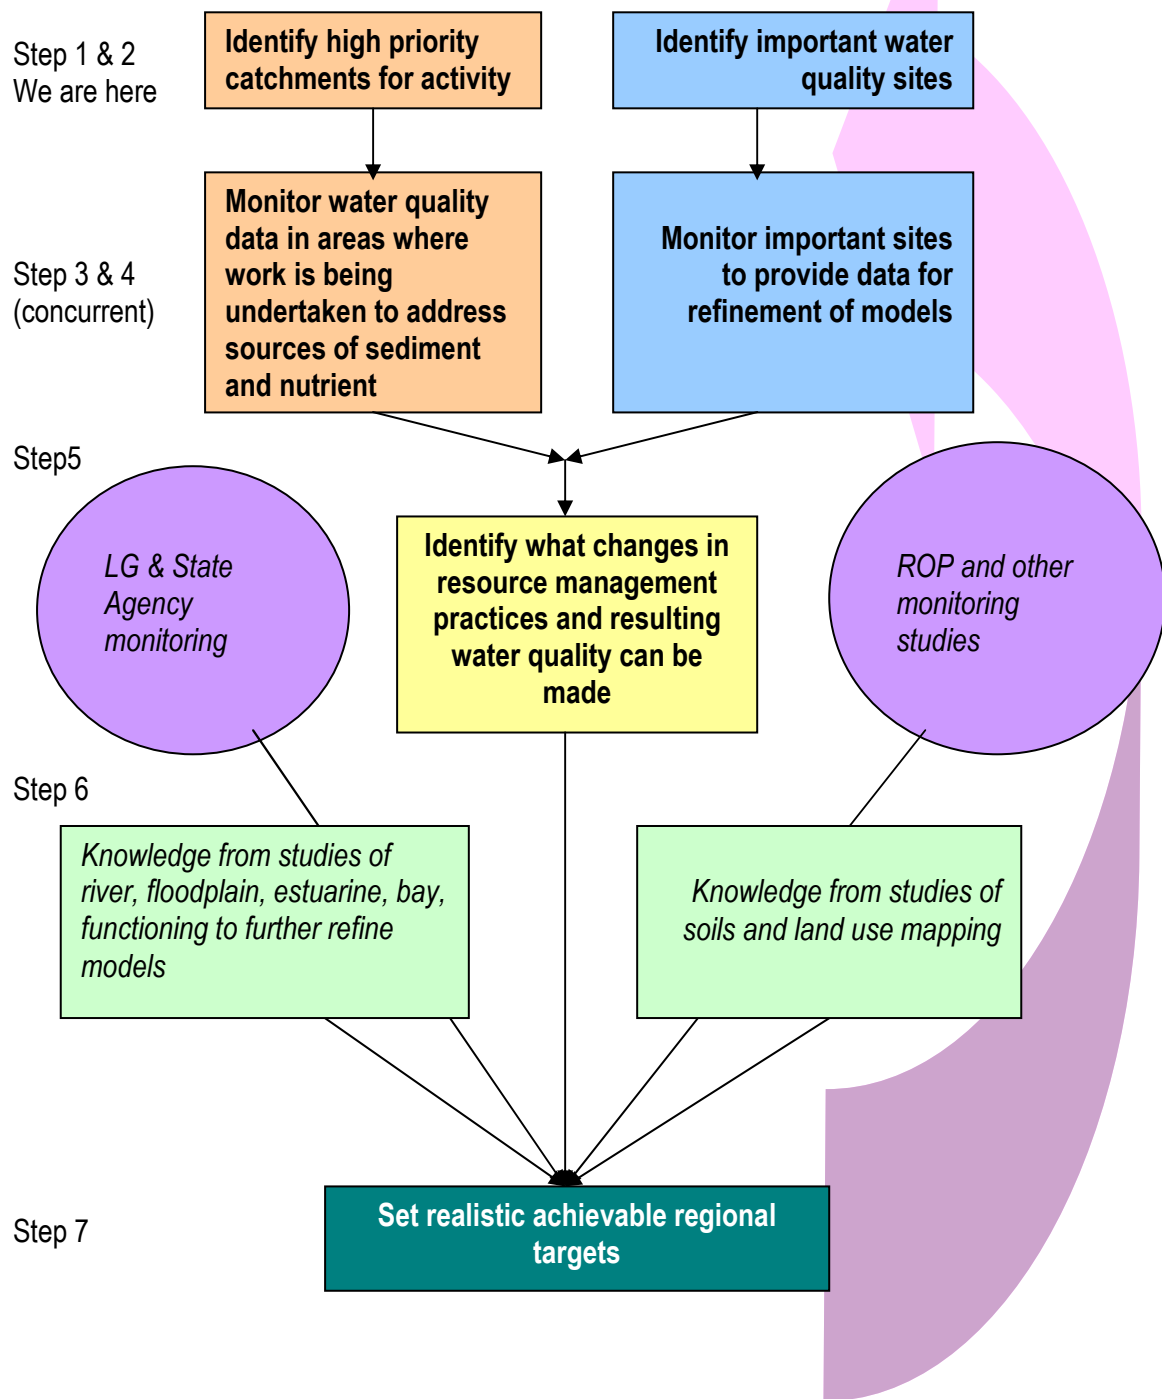 Step 1 & 2
We are here
Identify high priority
catchments for activity
Identify important water
quality sites
Step 3 & 4
(concurrent)
Monitor water quality
data in areas where
work is being
undertaken to address
sources of sediment
and nutrient
Monitor important sites
to provide data for
refinement of models
Step5
LG & State
Agency
monitoring
Identify what changes in
resource management
practices and resulting
water quality can be
made
ROP and other
monitoring
studies
Step 6
Knowledge from studies of
river, floodplain, estuarine, bay,
functioning to further refine
models
Knowledge from studies of
soils and land use mapping
Step 7
Set realistic achievable regional
targets